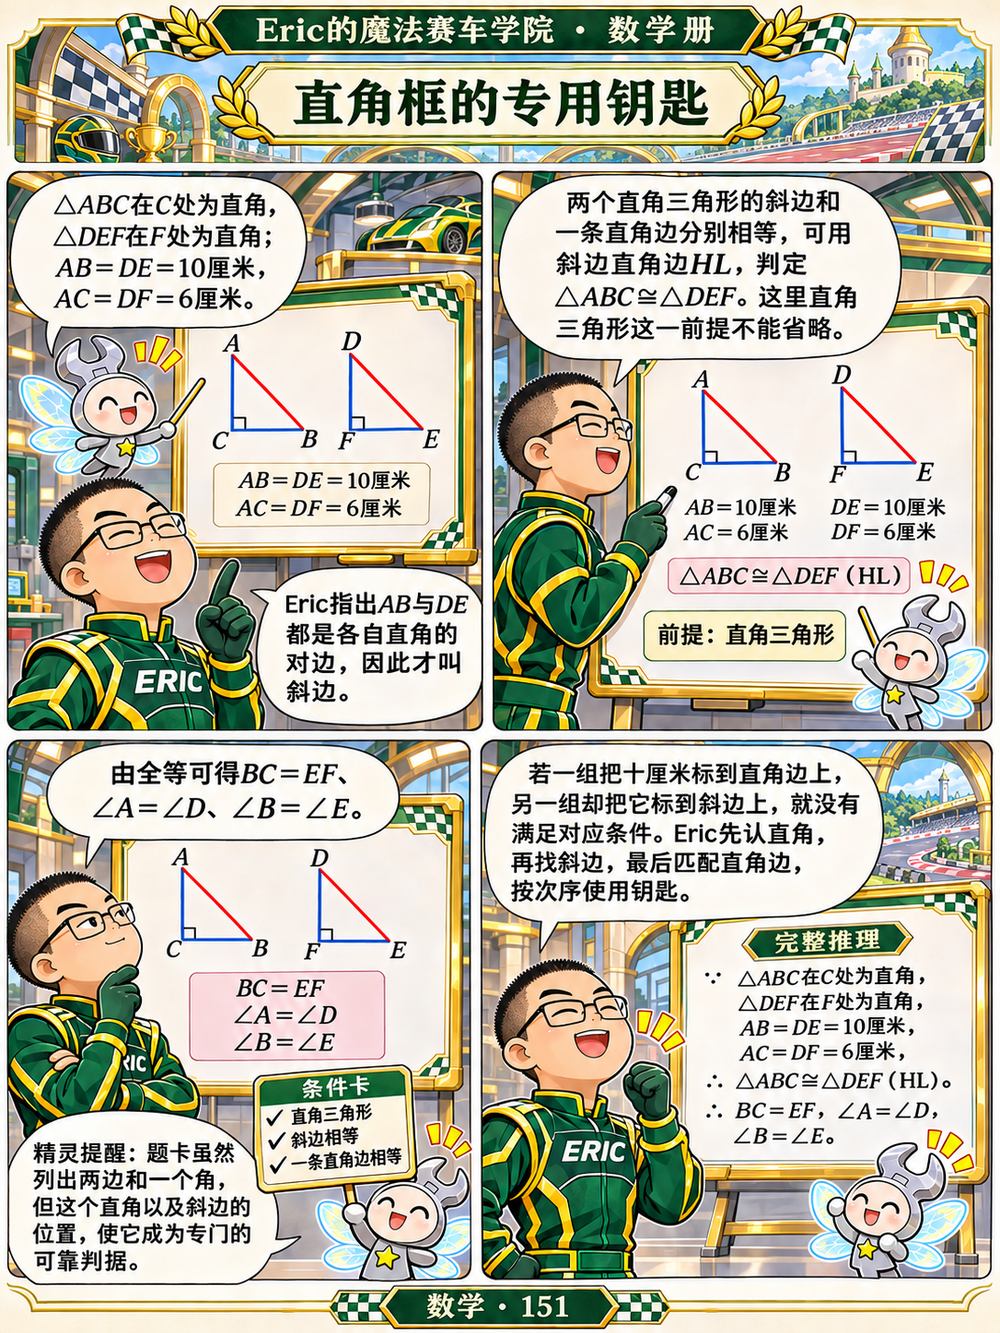 Eric的魔法赛车学院 · 数学册
直角框的专用钥匙
△ABC在C处为直角，
△DEF在F处为直角；
AB＝DE＝10厘米，
AC＝DF＝6厘米。
A
D
C
B
F
E
AB＝DE＝10厘米
AC＝DF＝6厘米
Eric指出AB与DE
都是各自直角的
对边，因此才叫
斜边。
ERIC
两个直角三角形的斜边和
一条直角边分别相等，可用
斜边直角边HL，判定
△ABC≅△DEF。这里直角
三角形这一前提不能省略。
A
D
C
B
F
E
AB＝10厘米
AC＝6厘米
DE＝10厘米
DF＝6厘米
△ABC≅△DEF（HL）
前提：直角三角形
由全等可得BC＝EF、
∠A＝∠D、∠B＝∠E。
A
D
C
B
F
E
BC＝EF
∠A＝∠D
∠B＝∠E
RIC
条件卡
✓ 直角三角形
✓ 斜边相等
✓ 一条直角边相等
精灵提醒：题卡虽然
列出两边和一个角，
但这个直角以及斜边的
位置，使它成为专门的
可靠判据。
若一组把十厘米标到直角边上，
另一组却把它标到斜边上，就没有
满足对应条件。Eric先认直角，
再找斜边，最后匹配直角边，
按次序使用钥匙。
完整推理
∵ △ABC在C处为直角，
△DEF在F处为直角，
AB＝DE＝10厘米，
AC＝DF＝6厘米，
∴ △ABC≅△DEF（HL）。
∴ BC＝EF，∠A＝∠D，
∠B＝∠E。
ERIC
数学 · 151